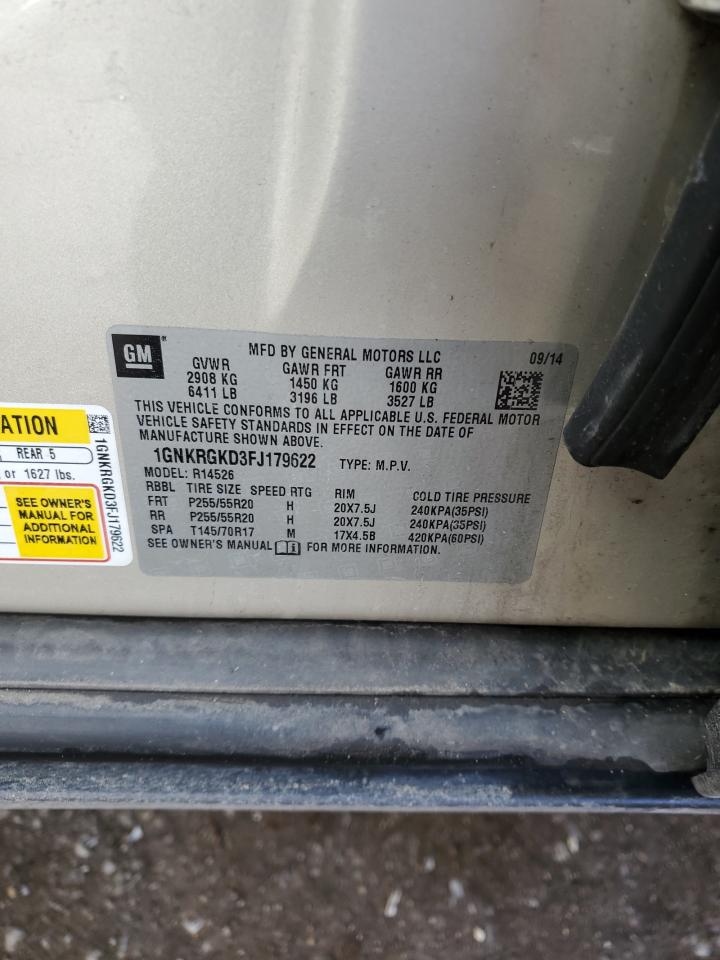 GM
MFD BY GENERAL MOTORS LLC 09/14
GVWR GAWR FRT GAWR RR
2908 KG 1450 KG 1600 KG
6411 LB 3196 LB 3527 LB
THIS VEHICLE CONFORMS TO ALL APPLICABLE U.S. FEDERAL MOTOR
VEHICLE SAFETY STANDARDS IN EFFECT ON THE DATE OF
MANUFACTURE SHOWN ABOVE.
1GNKRGKD3FJ179622 TYPE: M.P.V.
MODEL: R14526
RBBL TIRE SIZE SPEED RTG RIM COLD TIRE PRESSURE
FRT P255/55R20 H 20X7.5J 240KPA(35PSI)
RR P255/55R20 H 20X7.5J 240KPA(35PSI)
SPA T145/70R17 M 17X4.5B 420KPA(60PSI)
SEE OWNER'S MANUAL FOR MORE INFORMATION.
ATION
REAR 5
or 1627 lbs.
SEE OWNER'S
MANUAL FOR
ADDITIONAL
INFORMATION
1GNKRGKD3FJ179622